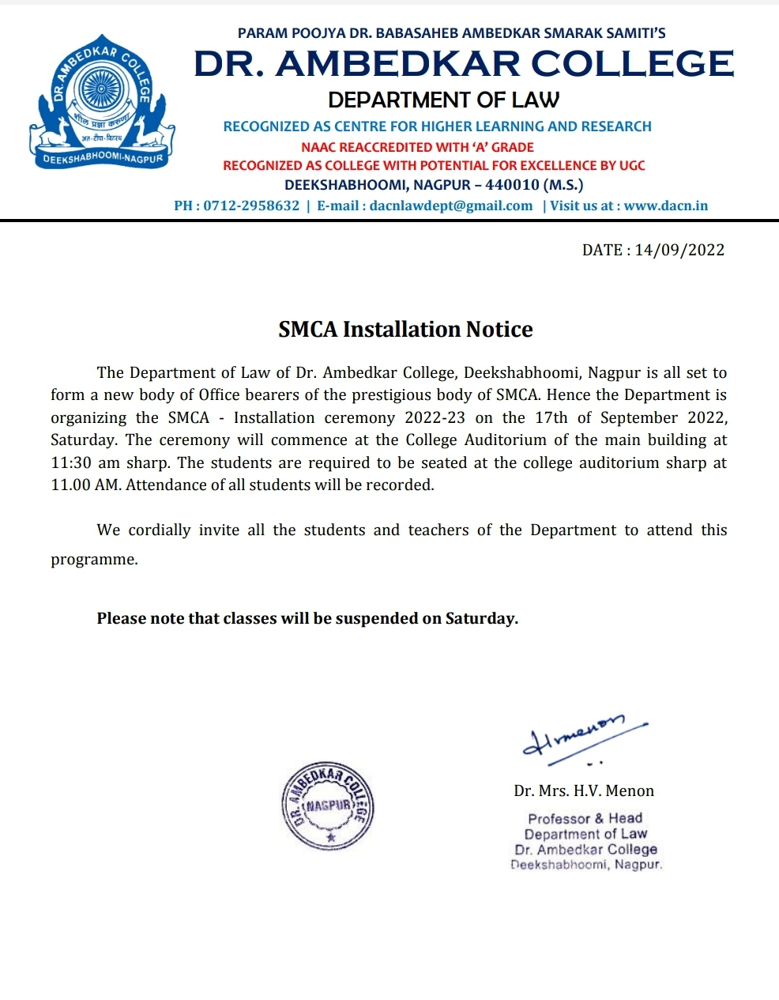 DR. AMBEDKAR COLLEGE
शील प्रज्ञा करुणा
अत-दीपा-विहरथ
DEEKSHABHOOMI-NAGPUR
PARAM POOJYA DR. BABASAHEB AMBEDKAR SMARAK SAMITI’S
DR. AMBEDKAR COLLEGE
DEPARTMENT OF LAW
RECOGNIZED AS CENTRE FOR HIGHER LEARNING AND RESEARCH
NAAC REACCREDITED WITH ‘A’ GRADE
RECOGNIZED AS COLLEGE WITH POTENTIAL FOR EXCELLENCE BY UGC
DEEKSHABHOOMI, NAGPUR – 440010 (M.S.)
PH : 0712-2958632 | E-mail : dacnlawdept@gmail.com | Visit us at : www.dacn.in
DATE : 14/09/2022
SMCA Installation Notice
The Department of Law of Dr. Ambedkar College, Deekshabhoomi, Nagpur is all set to
form a new body of Office bearers of the prestigious body of SMCA. Hence the Department is
organizing the SMCA - Installation ceremony 2022-23 on the 17th of September 2022,
Saturday. The ceremony will commence at the College Auditorium of the main building at
11:30 am sharp. The students are required to be seated at the college auditorium sharp at
11.00 AM. Attendance of all students will be recorded.
We cordially invite all the students and teachers of the Department to attend this
programme.
Please note that classes will be suspended on Saturday.
Hvmenon
DR. AMBEDKAR COLLEGE
NAGPUR
Dr. Mrs. H.V. Menon
Professor & Head
Department of Law
Dr. Ambedkar College
Deekshabhoomi, Nagpur.